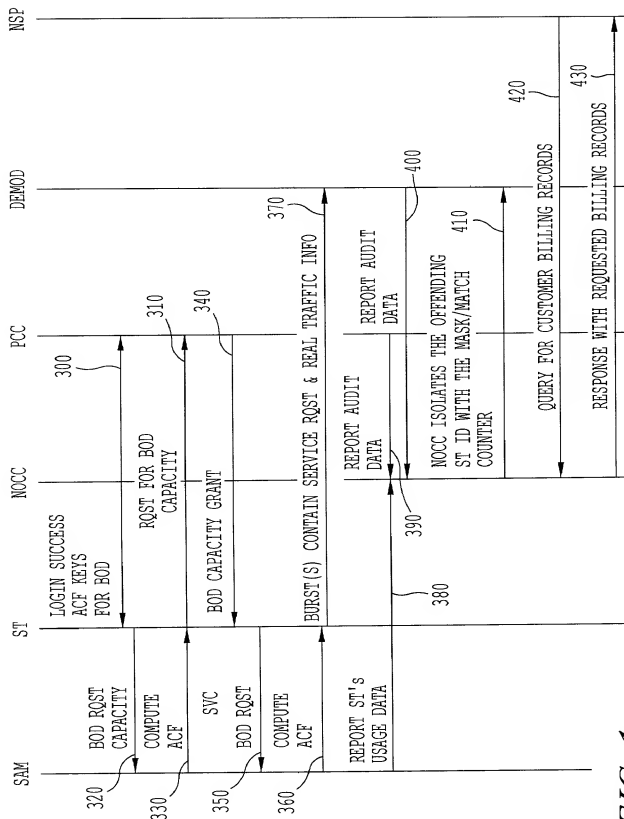 SAM
ST
NOCC
PCC
DEMOD
NSP
LOGIN SUCCESS
ACF KEYS
FOR BOD
300
BOD RQST
CAPACITY
320
RQST FOR BOD
CAPACITY
310
COMPUTE
ACF
330
BOD CAPACITY GRANT
340
SVC
BOD RQST
350
COMPUTE
ACF
360
BURST(S) CONTAIN SERVICE RQST & REAL TRAFFIC INFO
370
REPORT ST's
USAGE DATA
380
REPORT AUDIT
DATA
390
REPORT AUDIT
DATA
400
NOCC ISOLATES THE OFFENDING
ST ID WITH THE MASK/MATCH
COUNTER
410
QUERY FOR CUSTOMER BILLING RECORDS
420
RESPONSE WITH REQUESTED BILLING RECORDS
430